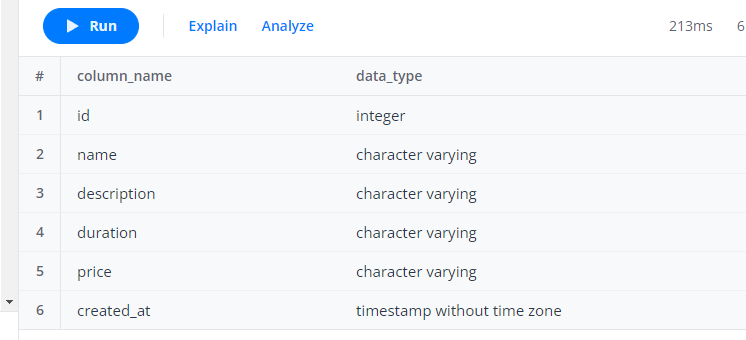 Run Explain Analyze 213ms 6
# column_name data_type
1 id integer
2 name character varying
3 description character varying
4 duration character varying
5 price character varying
6 created_at timestamp without time zone